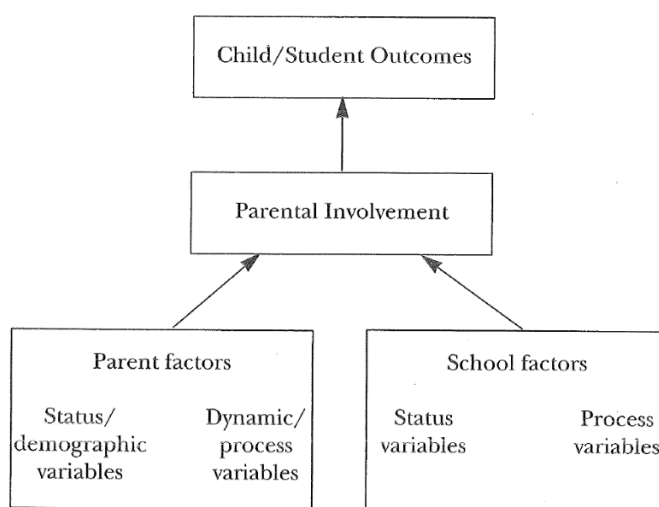 Child/Student Outcomes
Parental Involvement
Parent factors
Status/
demographic
variables
Dynamic/
process
variables
School factors
Status
variables
Process
variables